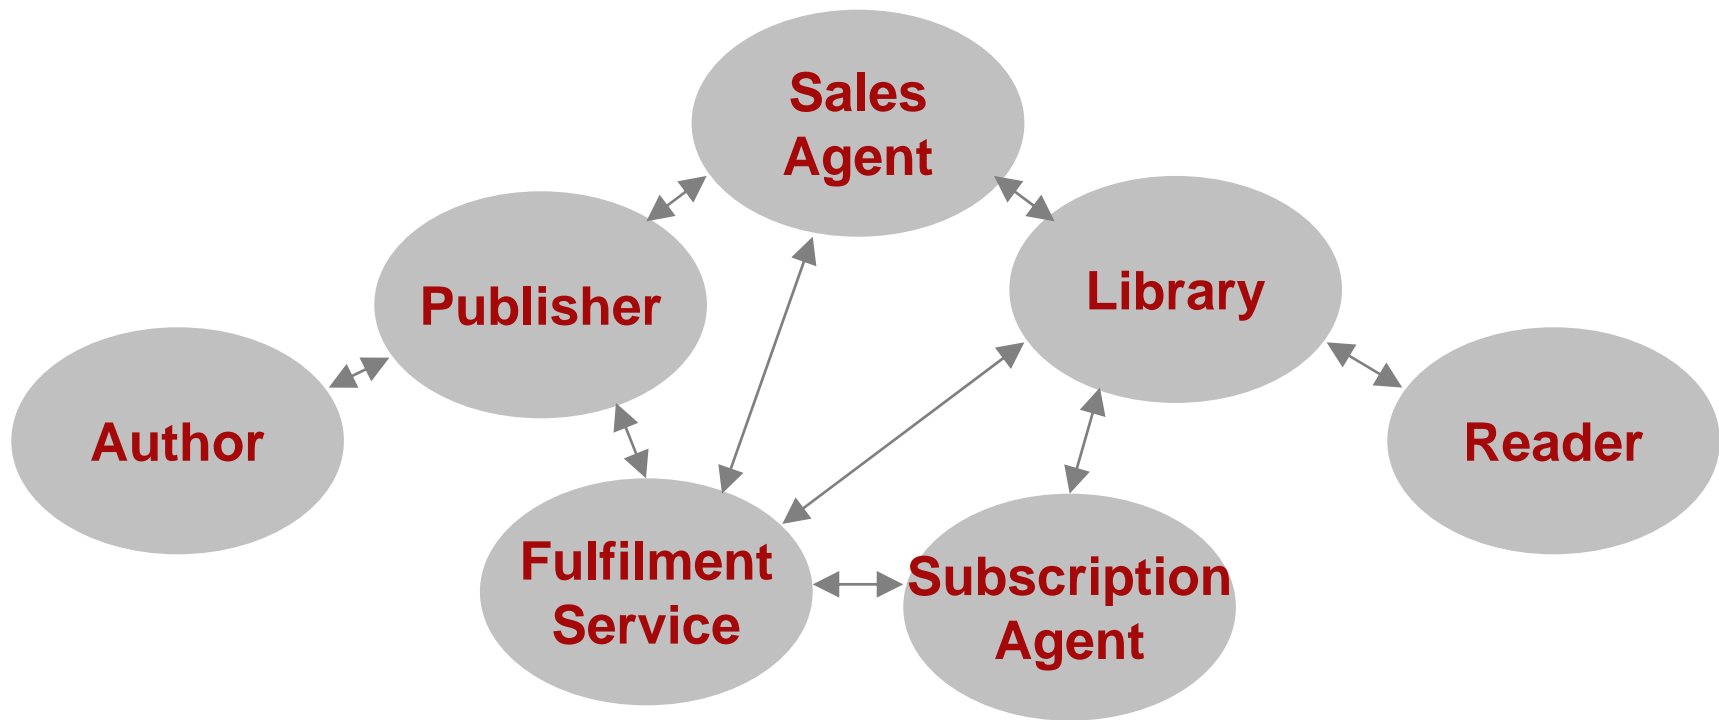 Sales
Agent
Publisher
Library
Author
Reader
Fulfilment
Service
Subscription
Agent